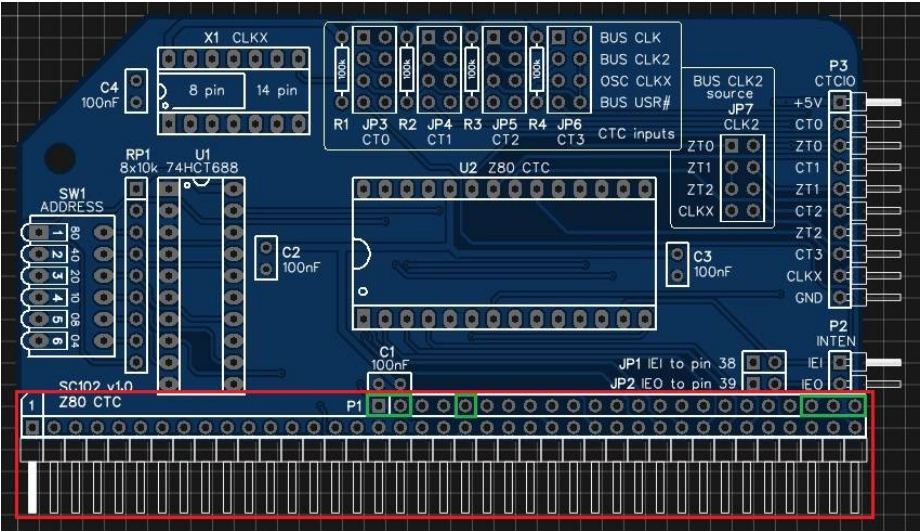 X1 CLKX
8 pin 14 pin
C4
100nF
BUS CLK
BUS CLK2
OSC CLKX
BUS USR#
100k
100k
100k
100k
R1 JP3 R2 JP4 R3 JP5 R4 JP6
CT0 CT1 CT2 CT3
CTC inputs
BUS CLK2
source
JP7
CLK2
ZT0
ZT1
ZT2
CLKX
P3
CTCIO
+5V
CT0
ZT0
CT1
ZT1
CT2
ZT2
CT3
CLKX
GND
RP1 U1
8x10k 74HCT688
U2 Z80 CTC
SW1
ADDRESS
1 80
2 40
3 20
4 10
5 08
6 04
C2
100nF
C3
100nF
C1
100nF
P2
INTEN
IEI
IEO
JP1 IEI to pin 38
JP2 IEO to pin 39
SC102 v1.0
Z80 CTC
1
P1